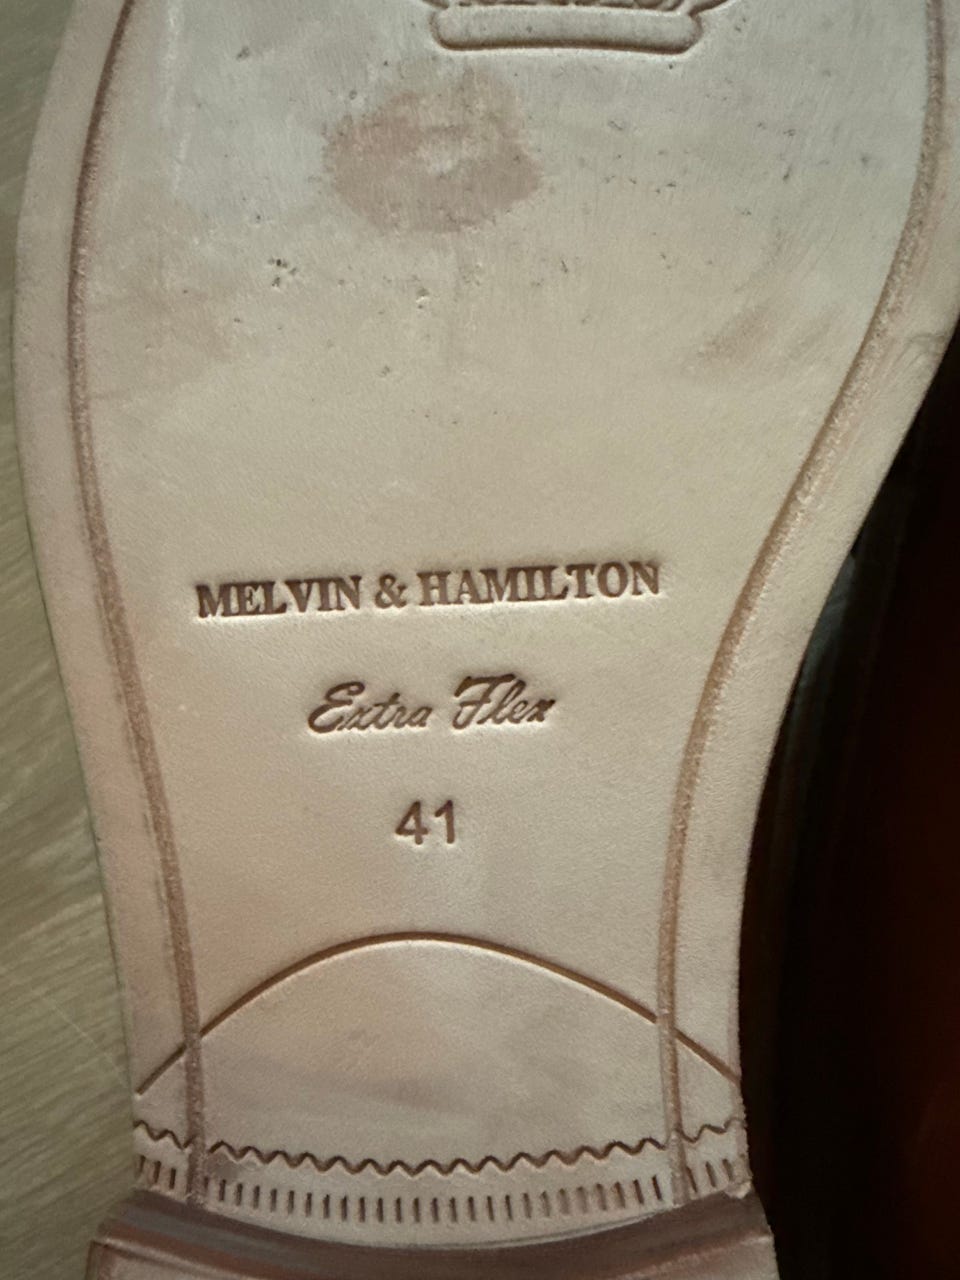 MELVIN & HAMILTON
Extra Flex
41